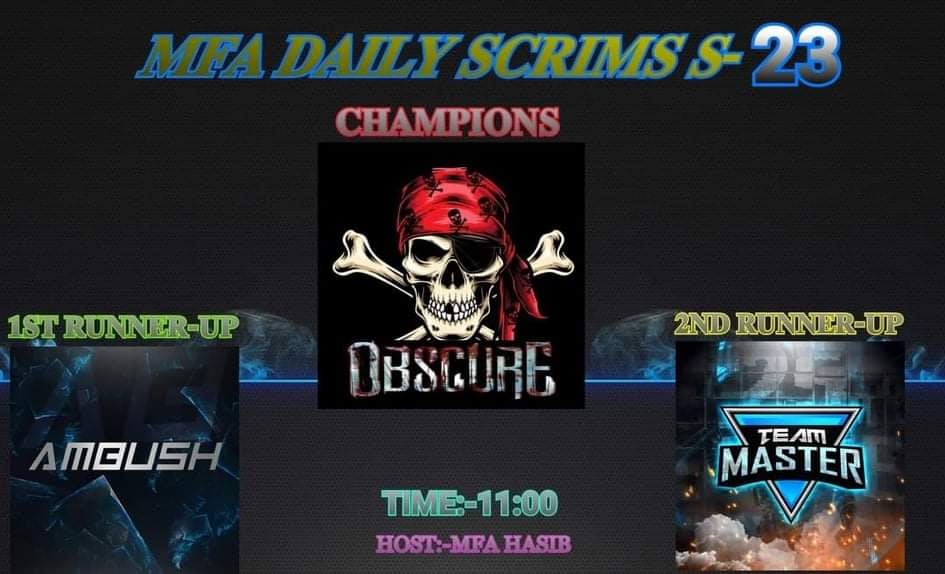 MFA DAILY SCRIMS S-23
CHAMPIONS
OBSCURE
1ST RUNNER-UP
2ND RUNNER-UP
AMBUSH
TEAM
MASTER
TIME:-11:00
HOST:-MFA HASIB